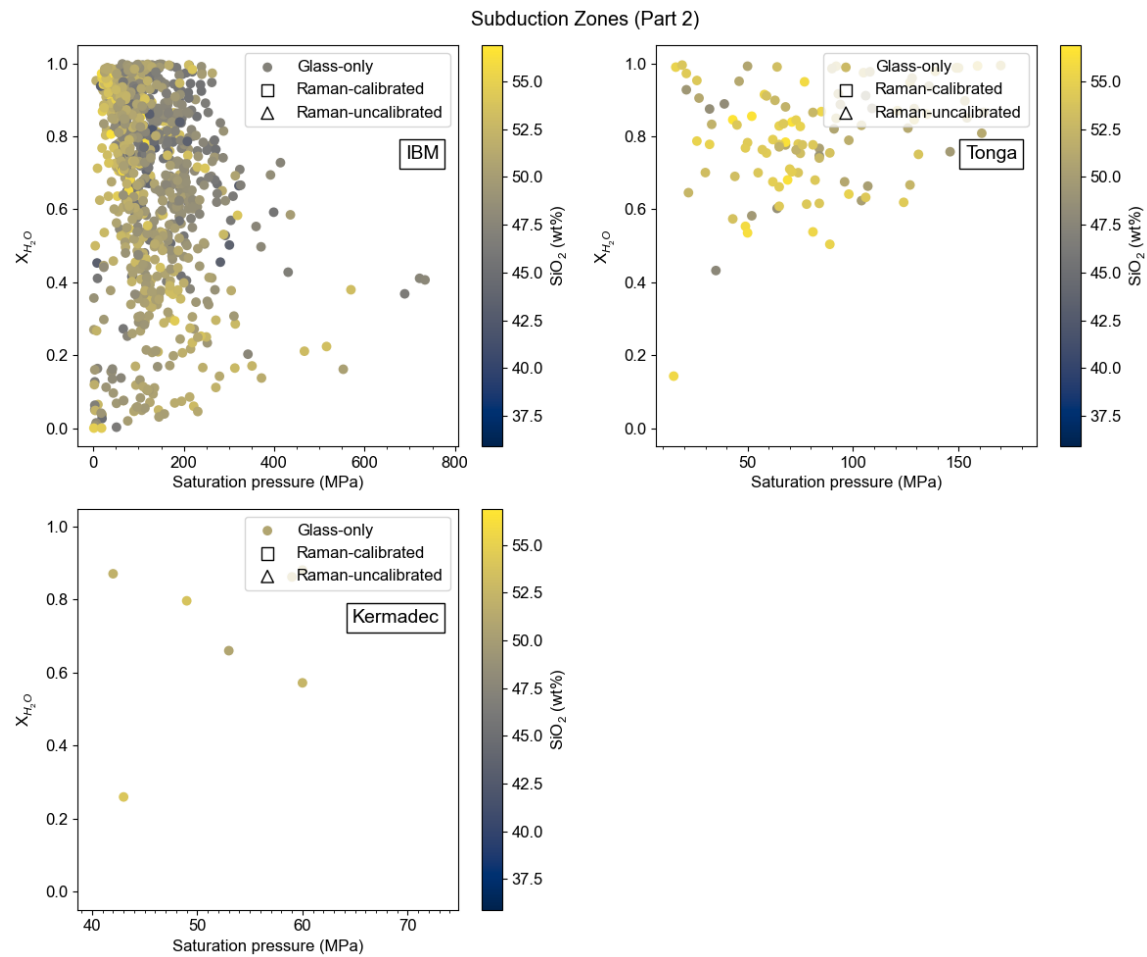 Subduction Zones (Part 2)
1.0
0.8
0.6
0.4
0.2
0.0
X_{H_2O}
0
200
400
600
800
Saturation pressure (MPa)
Glass-only
Raman-calibrated
Raman-uncalibrated
IBM
55.0
52.5
50.0
47.5
45.0
42.5
40.0
37.5
SiO₂ (wt%)
1.0
0.8
0.6
0.4
0.2
0.0
X_{H_2O}
50
100
150
Saturation pressure (MPa)
Glass-only
Raman-calibrated
Raman-uncalibrated
Tonga
55.0
52.5
50.0
47.5
45.0
42.5
40.0
37.5
SiO₂ (wt%)
1.0
0.8
0.6
0.4
0.2
0.0
X_{H_2O}
40
50
60
70
Saturation pressure (MPa)
Glass-only
Raman-calibrated
Raman-uncalibrated
Kermadec
55.0
52.5
50.0
47.5
45.0
42.5
40.0
37.5
SiO₂ (wt%)